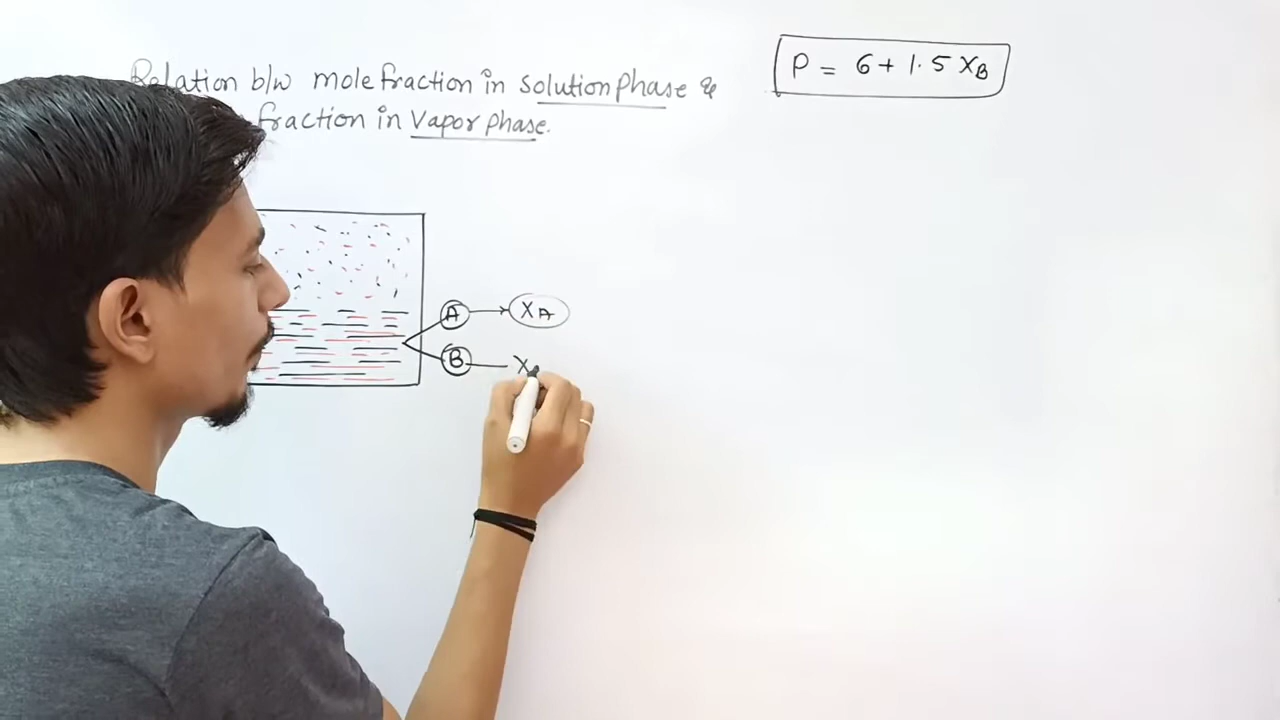 Relation b/w mole fraction in solution phase &
fraction in Vapor phase.
P = 6 + 1.5 XB
A XA
B X